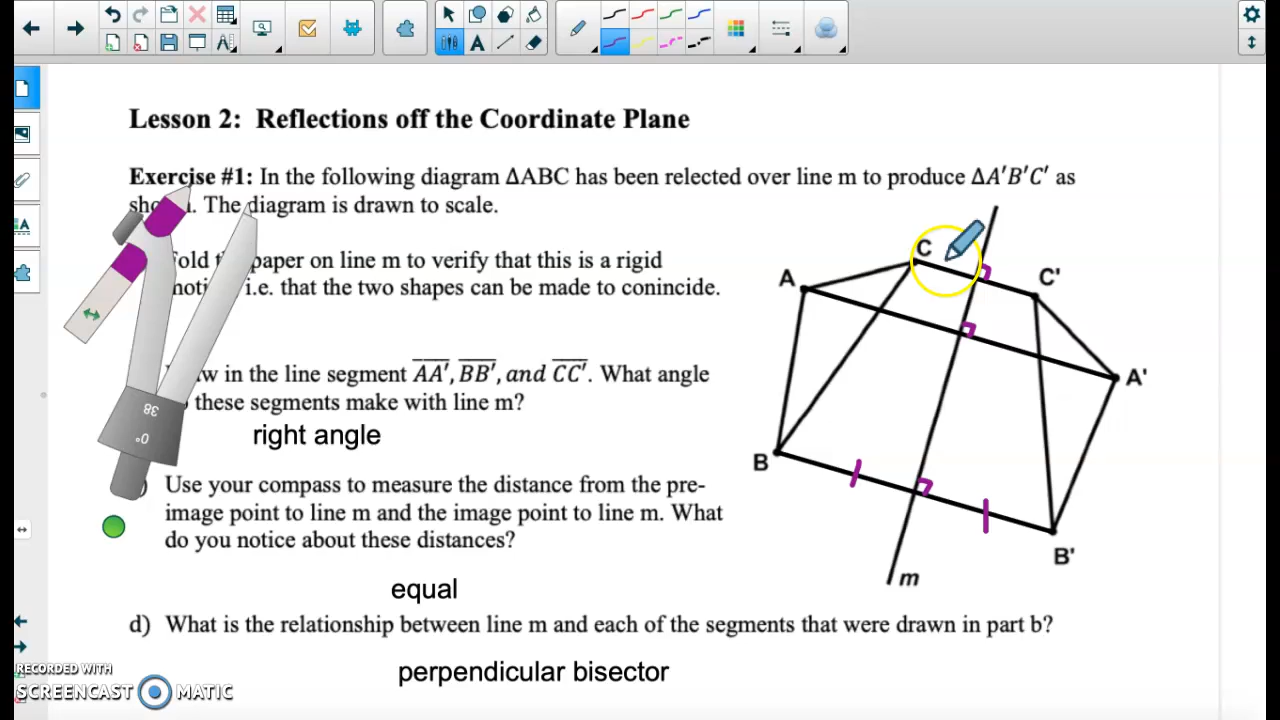 Lesson 2: Reflections off the Coordinate Plane
Exercise #1: In the following diagram ΔABC has been relected over line m to produce ΔA'B'C' as
The diagram is drawn to scale.
paper on line m to verify that this is a rigid
i.e. that the two shapes can be made to conincide.
in the line segment AA', BB', and CC'. What angle
these segments make with line m?
right angle
Use your compass to measure the distance from the pre-
image point to line m and the image point to line m. What
do you notice about these distances?
equal
d) What is the relationship between line m and each of the segments that were drawn in part b?
perpendicular bisector
C
C'
A
A'
B
B'
m
38
0°
A
A
RECORDED WITH
SCREENCAST MATIC